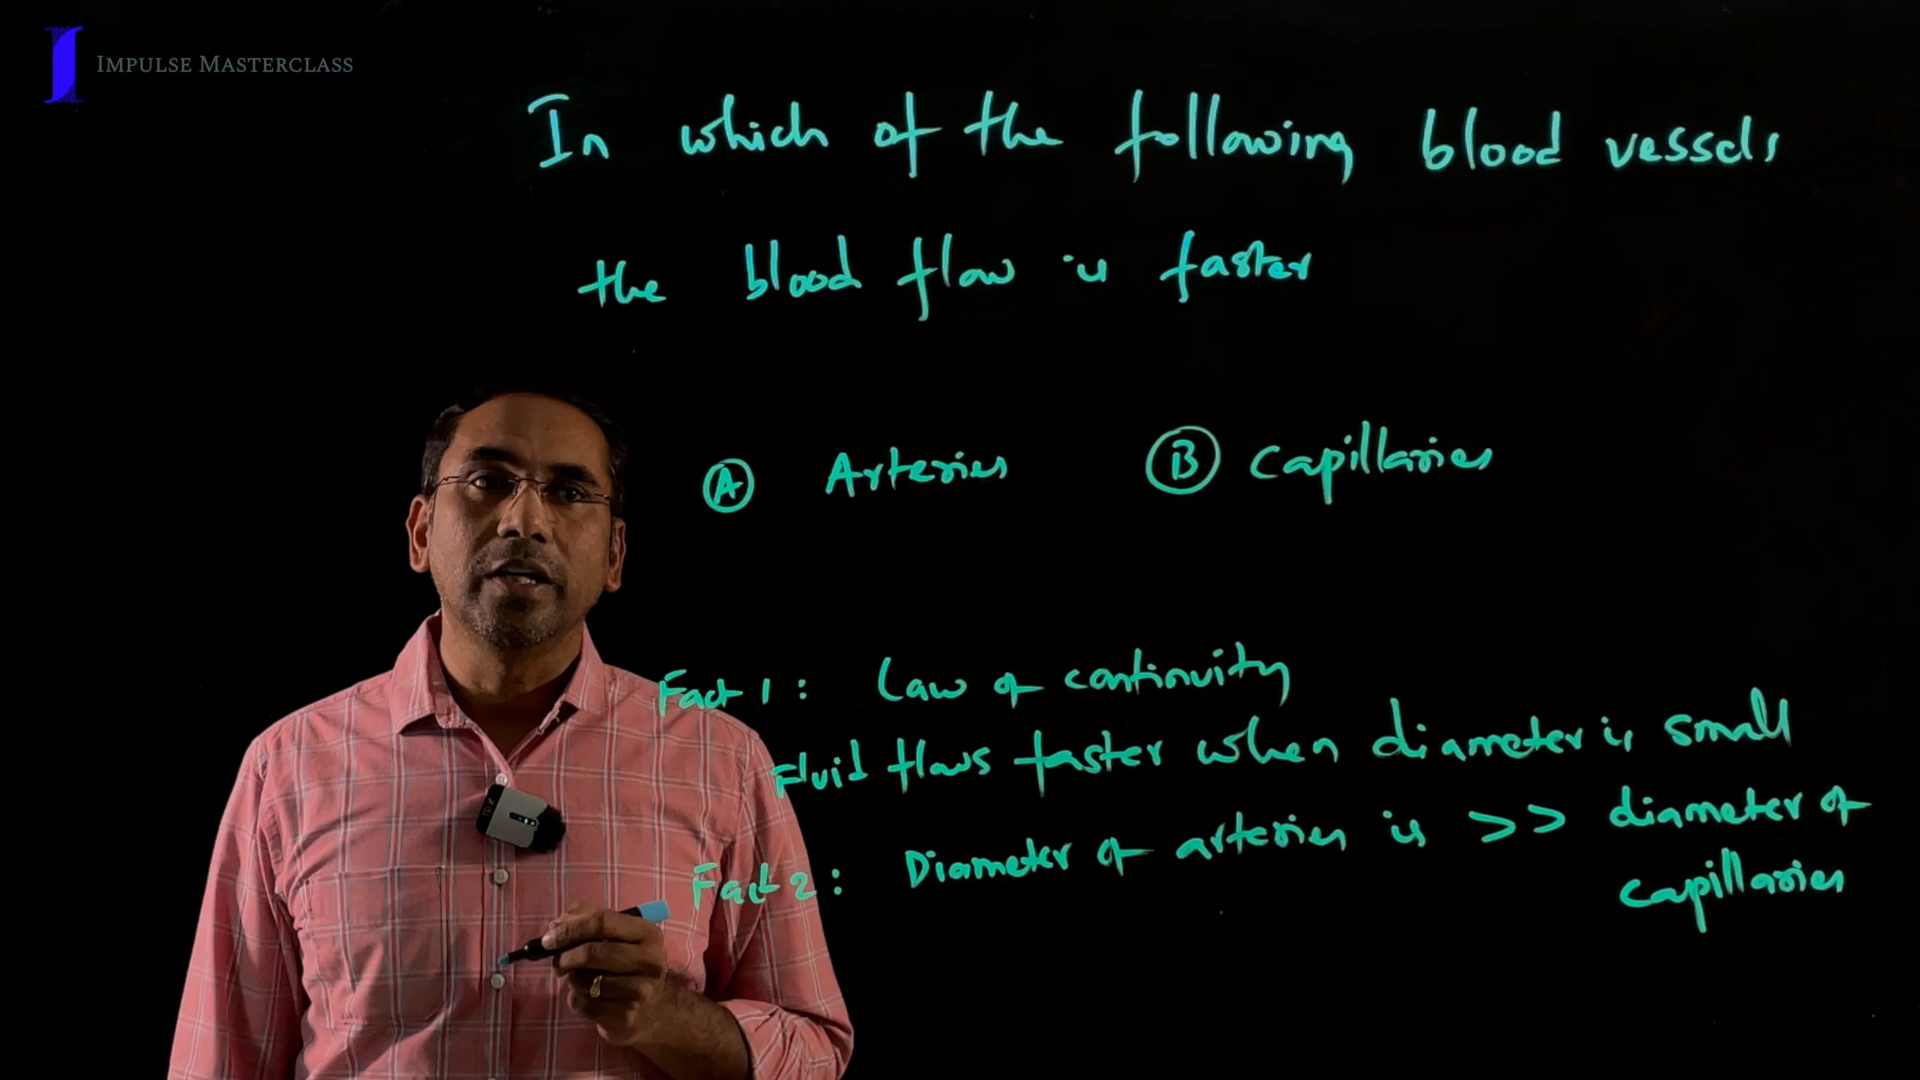 IMPULSE MASTERCLASS
In which of the following blood vessels
the blood flow is faster
A Arteries B Capillaries
Fact 1: Law of continuity
Fluid flows faster when diameter is small
Fact 2: Diameter of arteries is >> diameter of
capillaries